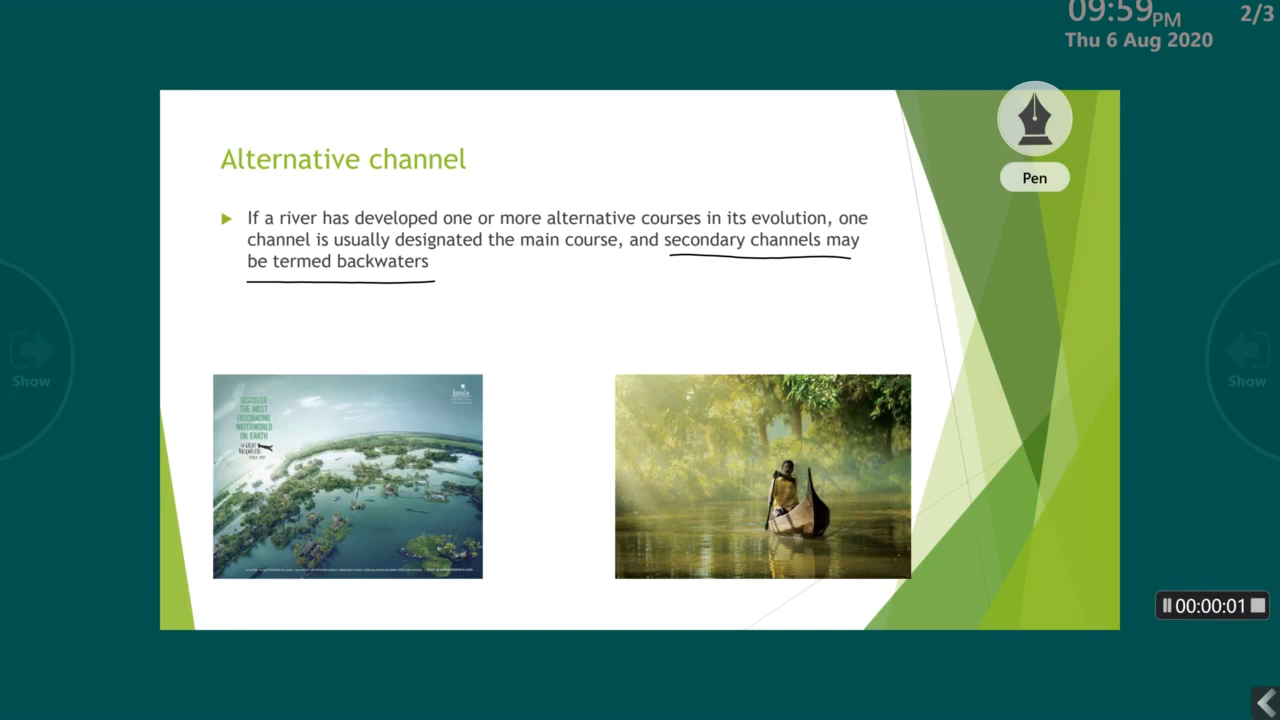 09:59PM
2/3
Thu 6 Aug 2020
Pen
Alternative channel
If a river has developed one or more alternative courses in its evolution, one
channel is usually designated the main course, and secondary channels may
be termed backwaters
Show
Show
DISCOVER
THE MOST
FASCINATING
WATERWORLD
ON EARTH
kerala
00:00:01